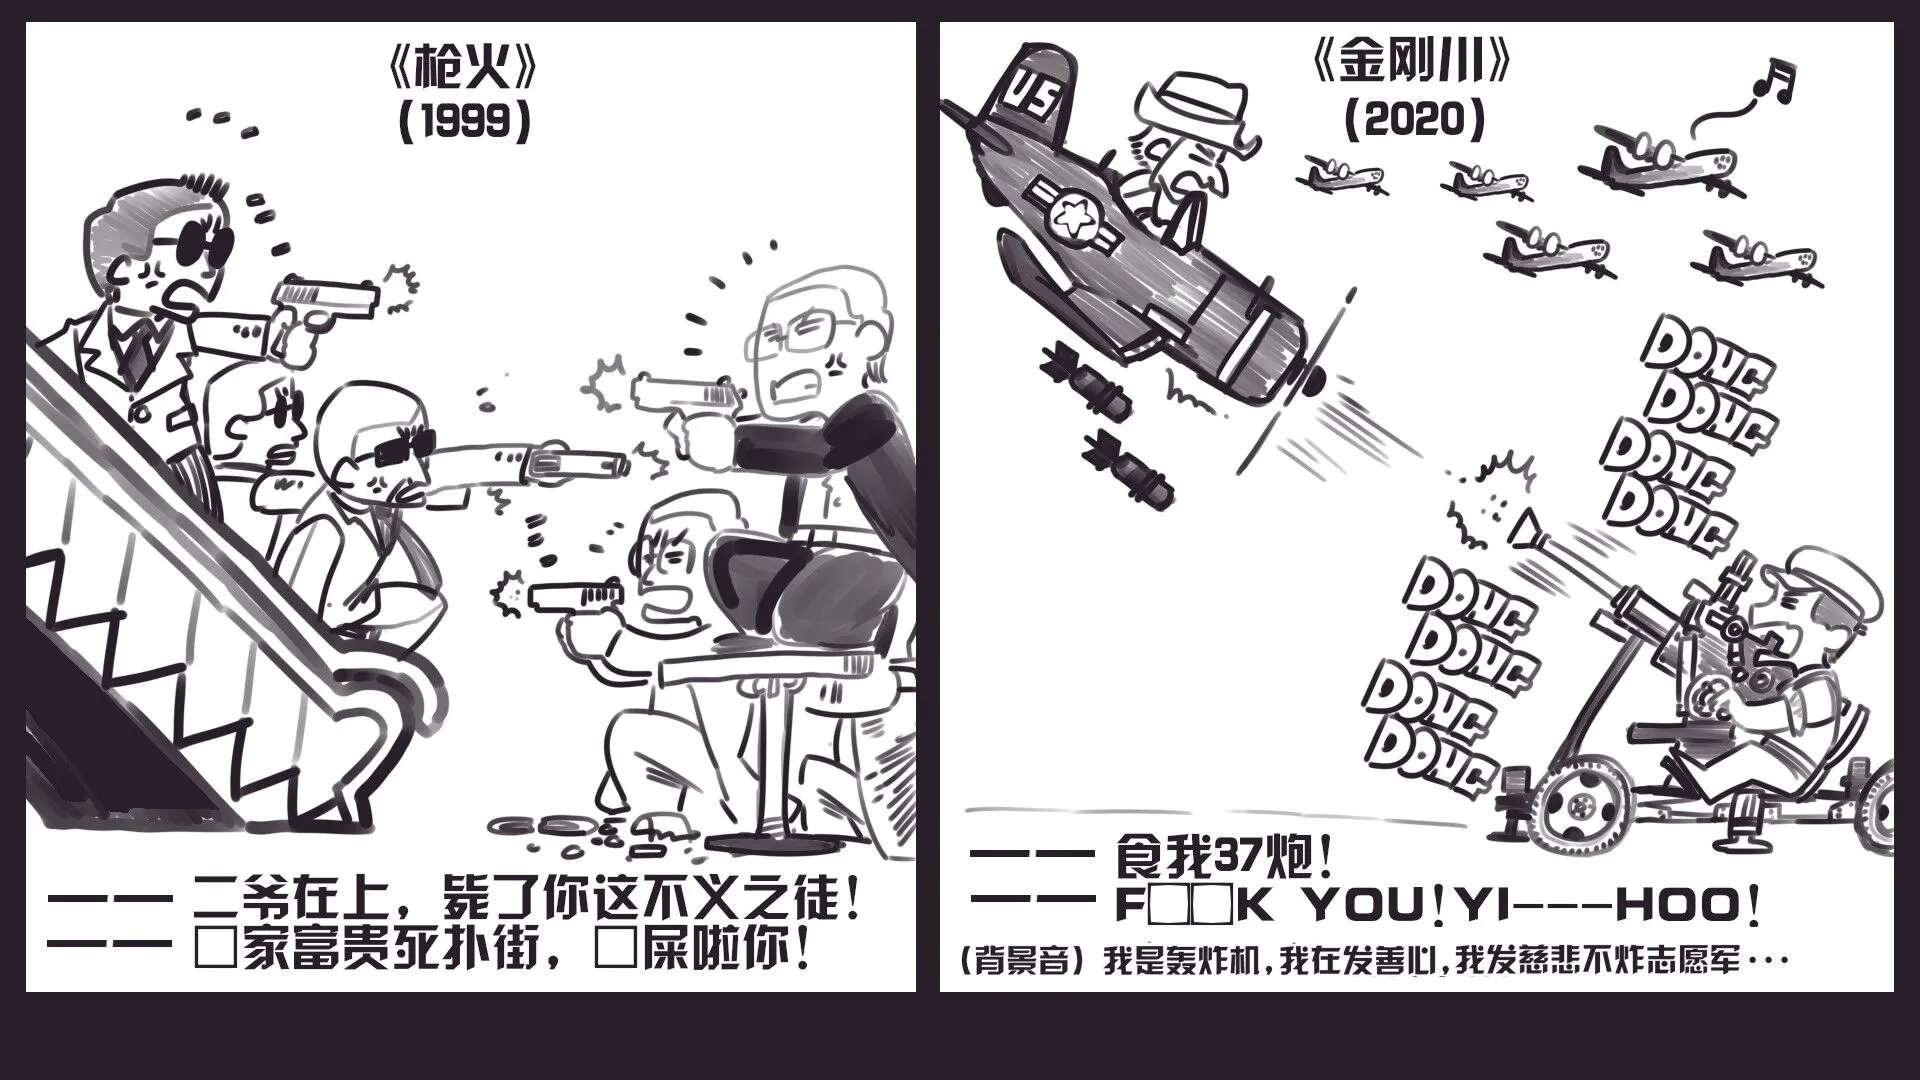 《枪火》
(1999)
—— 二爷在上，毙了你这不义之徒！
—— □家富贵死扑街，□屎啦你！
《金刚川》
(2020)
US
DONG
DONG
DONG
DONG
DONG
DONG
DONG
DONG
—— 食我37炮！
—— F□□K YOU！YI---HOO！
(背景音) 我是轰炸机,我在发善心,我发慈悲不炸志愿军···